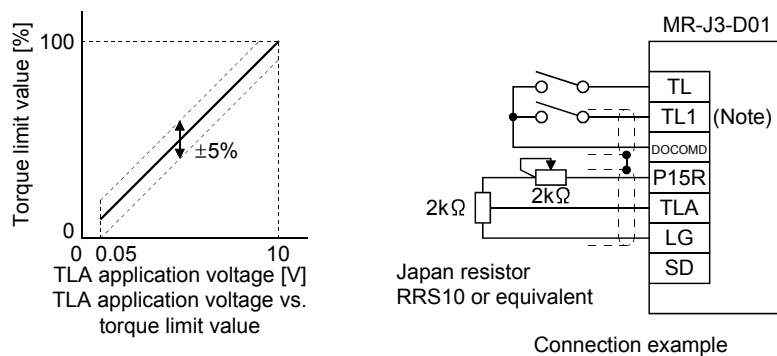 Torque limit value [%]
100
±5%
0
0 0.05 10
TLA application voltage [V]
TLA application voltage vs.
torque limit value
MR-J3-D01
TL
TL1 (Note)
DOCOMD
P15R
2kΩ
2kΩ
TLA
LG
SD
Japan resistor
RRS10 or equivalent
Connection example